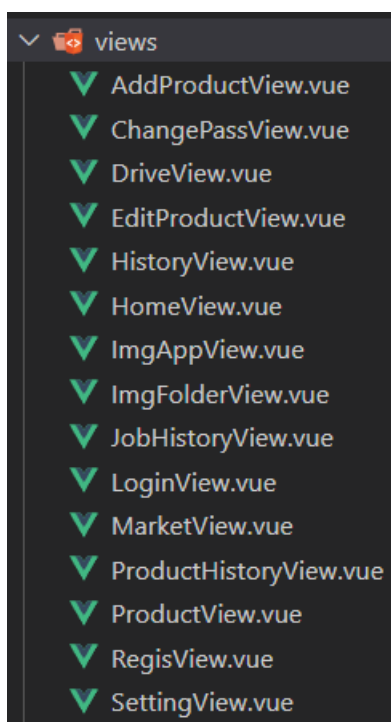 views
AddProductView.vue
ChangePassView.vue
DriveView.vue
EditProductView.vue
HistoryView.vue
HomeView.vue
ImgAppView.vue
ImgFolderView.vue
JobHistoryView.vue
LoginView.vue
MarketView.vue
ProductHistoryView.vue
ProductView.vue
RegisView.vue
SettingView.vue